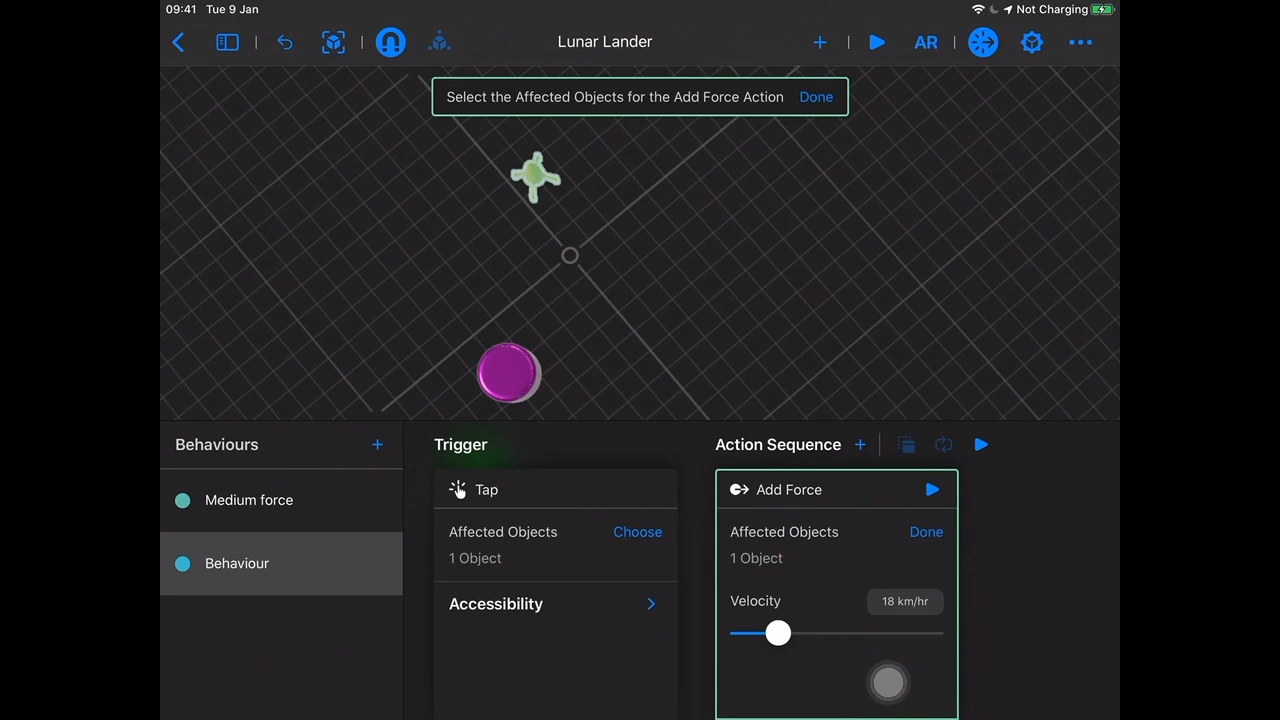 09:41 Tue 9 Jan
Not Charging
Lunar Lander
AR
Select the Affected Objects for the Add Force Action Done
Behaviours
Medium force
Behaviour
Trigger
Tap
Affected Objects Choose
1 Object
Accessibility
Action Sequence
Add Force
Affected Objects Done
1 Object
Velocity 18 km/hr